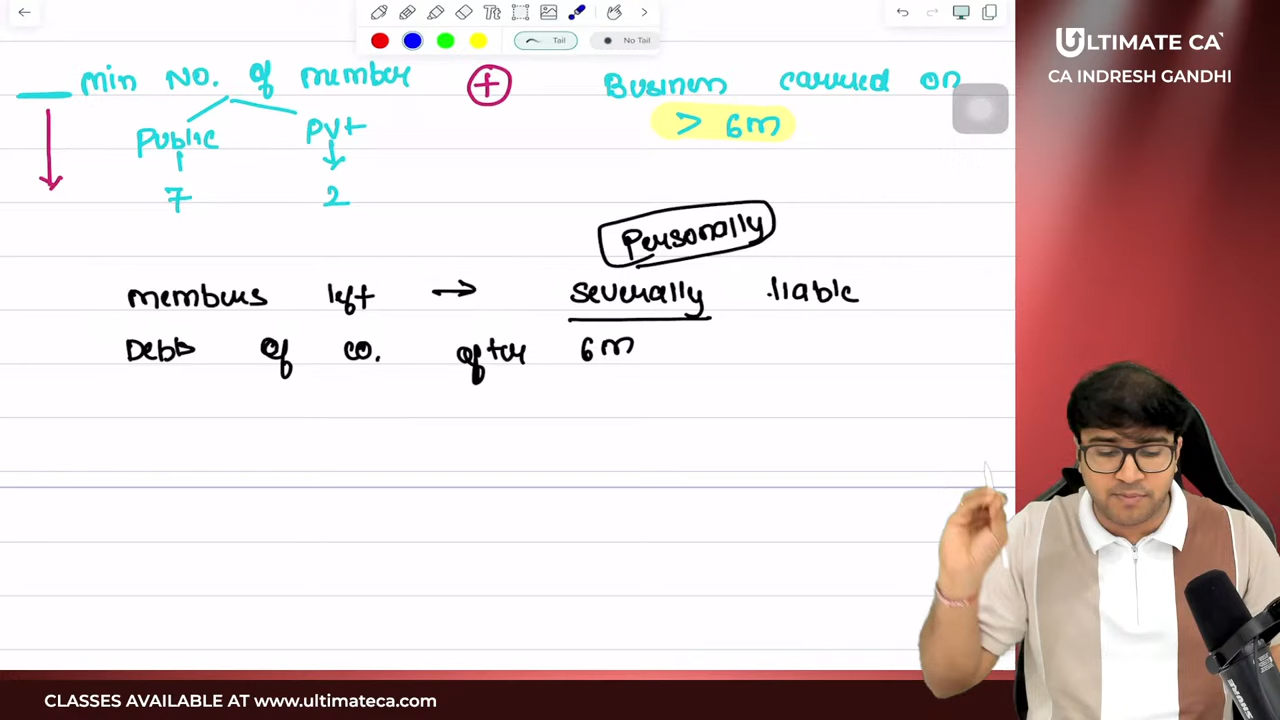 Tt
Tail
No Tail
ULTIMATE CA
CA INDRESH GANDHI
min No. of member + Business carried on
> 6m
Public Pvt
7 2
Personally
members left → severally liable
Debts of co. after 6m
CLASSES AVAILABLE AT www.ultimateca.com